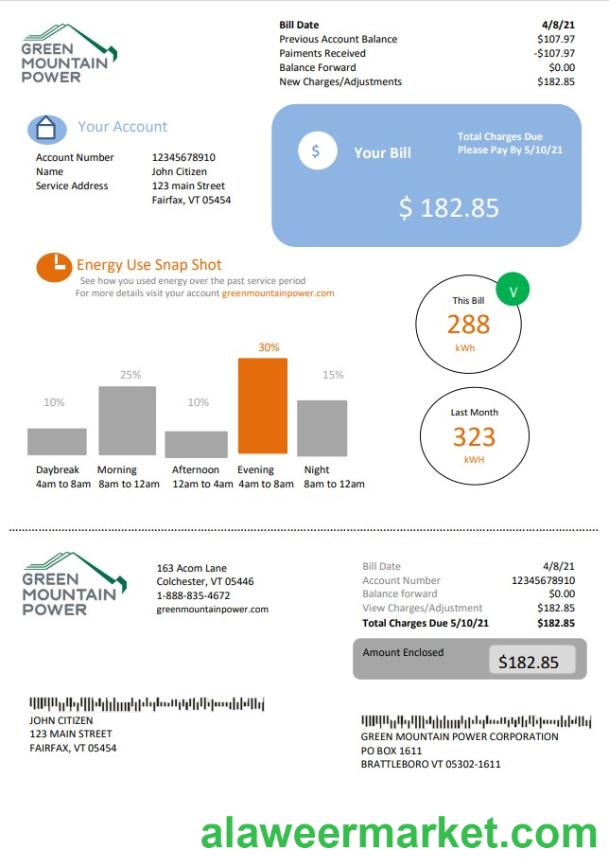 GREEN
MOUNTAIN
POWER
Bill Date 4/8/21
Previous Account Balance $107.97
Paiments Received -$107.97
Balance Forward $0.00
New Charges/Adjustments $182.85
Your Account
Account Number 12345678910
Name John Citizen
Service Address 123 main Street
Fairfax, VT 05454
$ Your Bill
Total Charges Due
Please Pay By 5/10/21
$ 182.85
Energy Use Snap Shot
See how you used energy over the past service period
For more details visit your account greenmountainpower.com
10% 25% 10% 30% 15%
Daybreak Morning Afternoon Evening Night
4am to 8am 8am to 12am 12am to 4am 4am to 8am 8am to 12am
V
This Bill
288
kWh
Last Month
323
kWH
GREEN
MOUNTAIN
POWER
163 Acom Lane
Colchester, VT 05446
1-888-835-4672
greenmountainpower.com
Bill Date 4/8/21
Account Number 12345678910
Balance forward $0.00
View Charges/Adjustment $182.85
Total Charges Due 5/10/21 $182.85
Amount Enclosed $182.85
JOHN CITIZEN
123 MAIN STREET
FAIRFAX, VT 05454
GREEN MOUNTAIN POWER CORPORATION
PO BOX 1611
BRATTLEBORO VT 05302-1611
alaweermarket.com